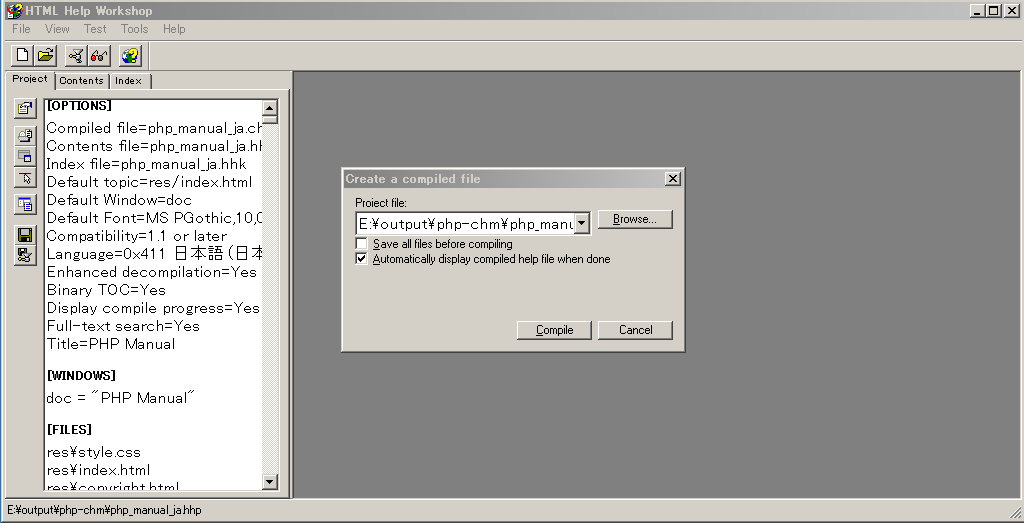 HTML Help Workshop
File View Test Tools Help
Project Contents Index
[OPTIONS]
Compiled file=php_manual_ja.ch
Contents file=php_manual_ja.hh
Index file=php_manual_ja.hhk
Default topic=res/index.html
Default Window=doc
Default Font=MS PGothic,10,0
Compatibility=1.1 or later
Language=0x411 日本語 (日本
Enhanced decompilation=Yes
Binary TOC=Yes
Display compile progress=Yes
Full-text search=Yes
Title=PHP Manual
[WINDOWS]
doc = "PHP Manual"
[FILES]
res¥style.css
res¥index.html
res¥copyright.html
Create a compiled file
Project file:
E:¥output¥php-chm¥php_manu
Browse...
Save all files before compiling
Automatically display compiled help file when done
Compile Cancel
E:¥output¥php-chm¥php_manual_ja.hhp